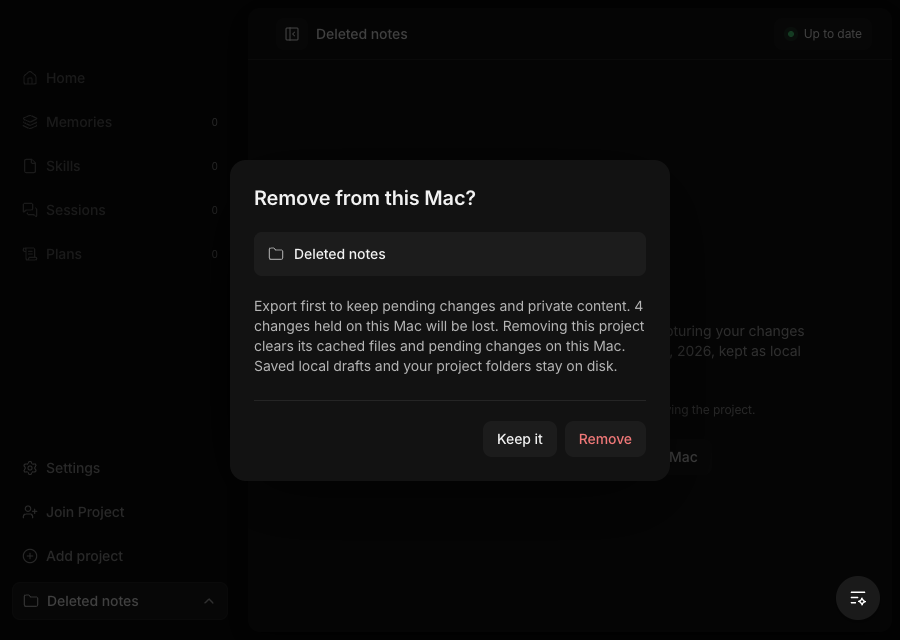 Deleted notes
Up to date
Home
Memories 0
Skills 0
Sessions 0
Plans 0
Remove from this Mac?
Deleted notes
Export first to keep pending changes and private content. 4
changes held on this Mac will be lost. Removing this project
clears its cached files and pending changes on this Mac.
Saved local drafts and your project folders stay on disk.
Keep it
Remove
your changes
, 2026, kept as local
the project.
Mac
Settings
Join Project
Add project
Deleted notes